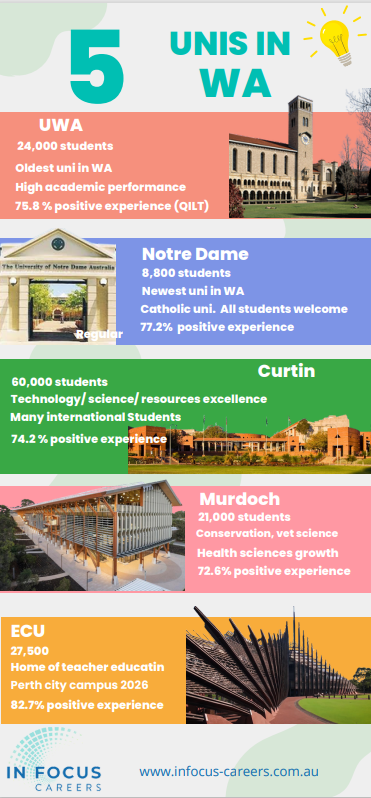 5
UNIS IN
WA
UWA
24,000 students
Oldest uni in WA
High academic performance
75.8 % positive experience (QILT)
The University of Notre Dame Australia
Regular
Notre Dame
8,800 students
Newest uni in WA
Catholic uni. All students welcome
77.2% positive experience
Curtin
60,000 students
Technology/ science/ resources excellence
Many international Students
74.2 % positive experience
Murdoch
21,000 students
Conservation, vet science
Health sciences growth
72.6% positive experience
ECU
27,500
Home of teacher educatin
Perth city campus 2026
82.7% positive experience
IN FOCUS
CAREERS
www.infocus-careers.com.au